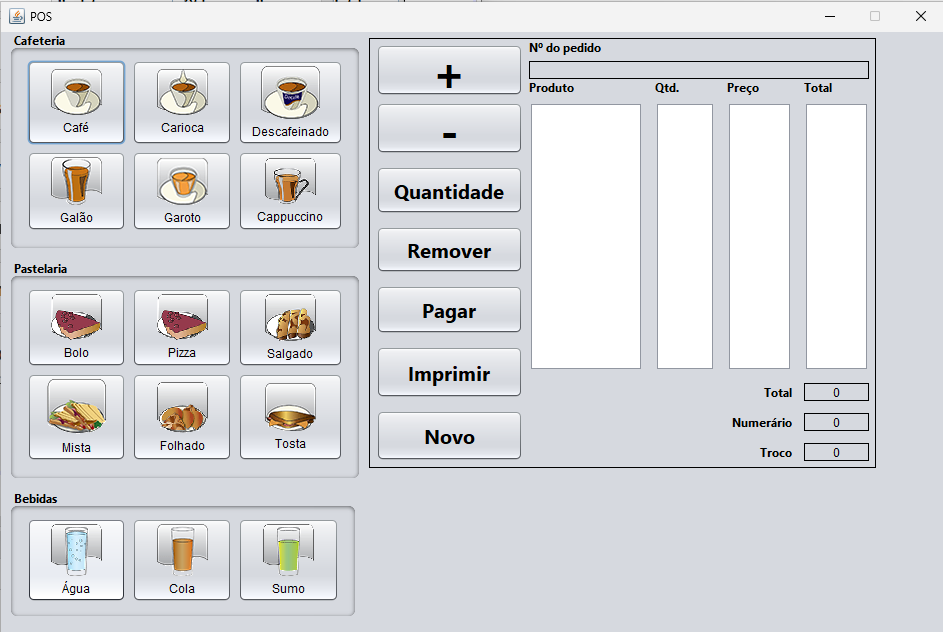 POS
Cafeteria
Café
Carioca
Descafeinado
Galão
Garoto
Cappuccino
Pastelaria
Bolo
Pizza
Salgado
Mista
Folhado
Tosta
Bebidas
Água
Cola
Sumo
+
-
Quantidade
Remover
Pagar
Imprimir
Novo
Nº do pedido
Produto Qtd. Preço Total
Total 0
Numerário 0
Troco 0